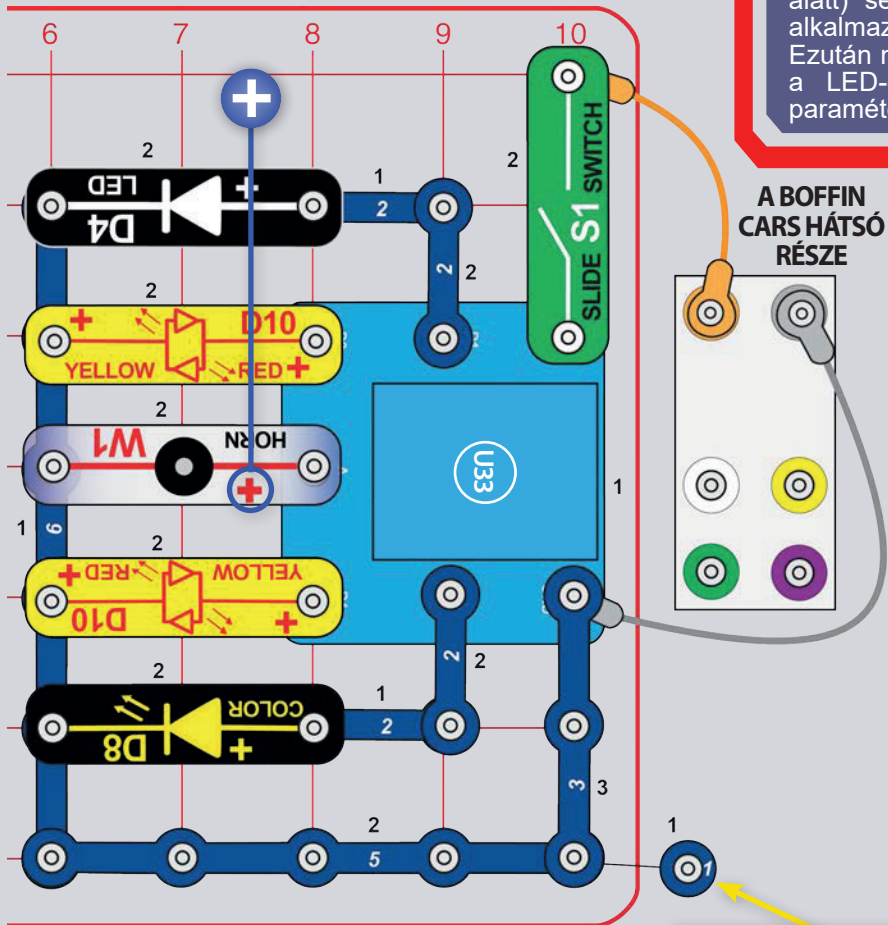 alatt)
alkalmaz
Ezután
a LED-
paramét
6 7 8 9 10
+
2
LED +
D4
1
2
2
2
2
SLIDE S1 SWITCH
A BOFFIN
CARS HÁTSÓ
RÉSZE
2
+ D10
YELLOW RED +
2
W1 HORN
+
U33
1
1
6
2
RED + YELLOW
D10 +
2
2
2
COLOR
D8 +
1
2
3
3
2
5
1
1